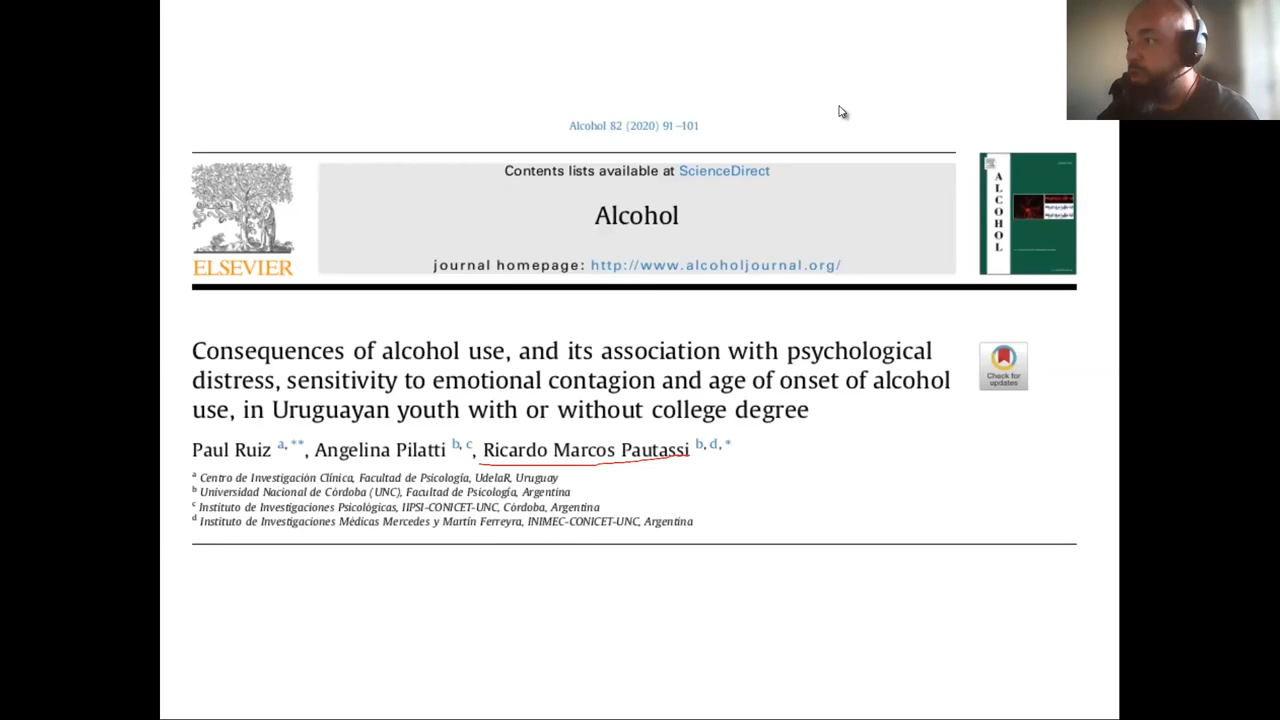 Alcohol 82 (2020) 91–101
Contents lists available at ScienceDirect
Alcohol
journal homepage: http://www.alcoholjournal.org/
ELSEVIER
ALCOHOL
Consequences of alcohol use, and its association with psychological
distress, sensitivity to emotional contagion and age of onset of alcohol
use, in Uruguayan youth with or without college degree
Check for
updates
Paul Ruiz a, **, Angelina Pilatti b, c, Ricardo Marcos Pautassi b, d, *
a Centro de Investigación Clínica, Facultad de Psicología, UdelaR, Uruguay
b Universidad Nacional de Córdoba (UNC), Facultad de Psicología, Argentina
c Instituto de Investigaciones Psicológicas, IIPSI-CONICET-UNC, Córdoba, Argentina
d Instituto de Investigaciones Médicas Mercedes y Martín Ferreyra, INIMEC-CONICET-UNC, Argentina